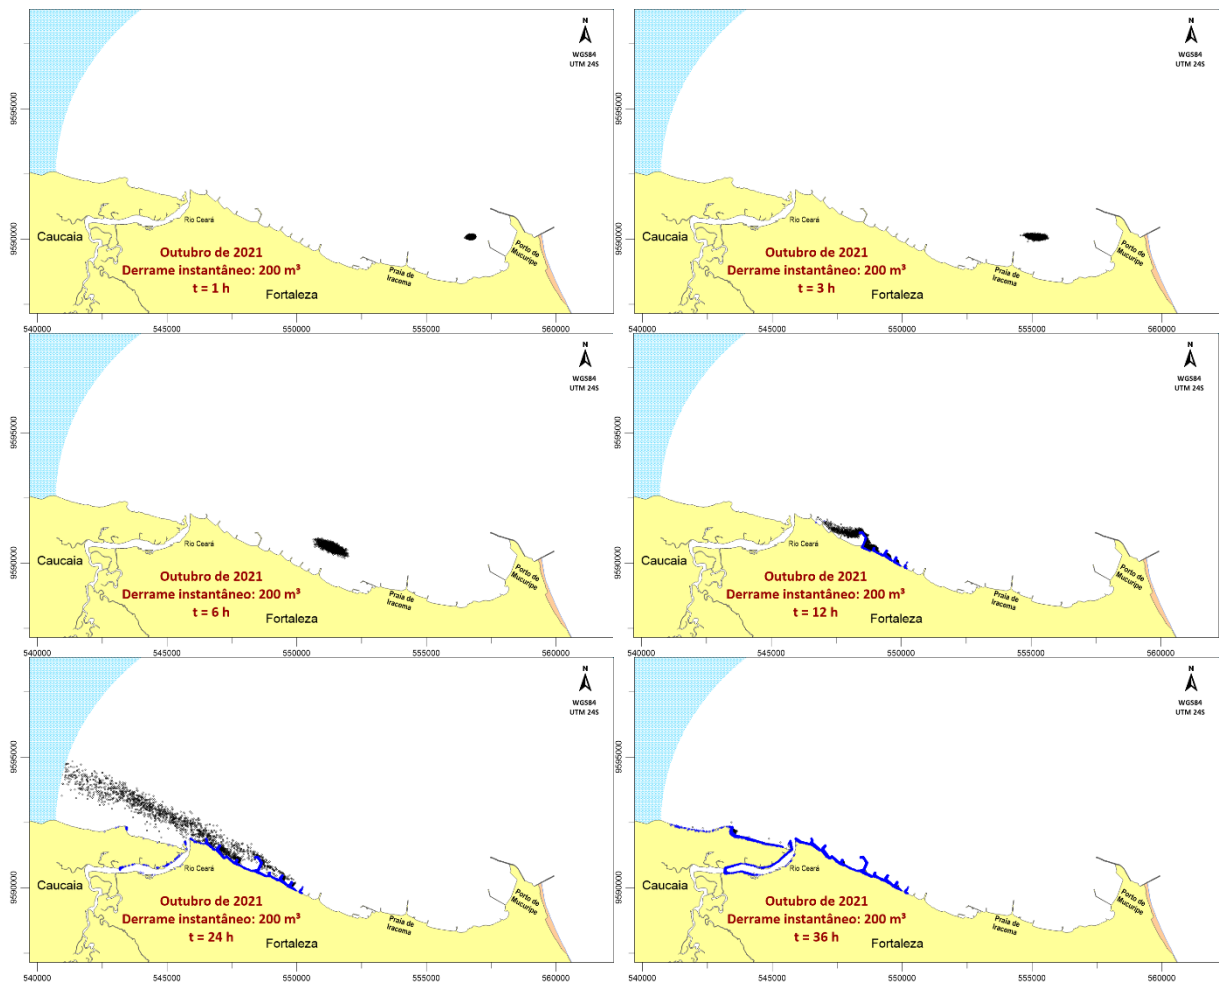 N
WGS84
UTM 24S
9595000
9590000
Rio Ceará
Caucaia
Porto de
Mucuripe
Praia de
Iracema
Outubro de 2021
Derrame instantâneo: 200 m³
t = 1 h
Fortaleza
540000 545000 550000 555000 560000
N
WGS84
UTM 24S
9595000
9590000
Rio Ceará
Caucaia
Porto de
Mucuripe
Praia de
Iracema
Outubro de 2021
Derrame instantâneo: 200 m³
t = 3 h
Fortaleza
540000 545000 550000 555000 560000
N
WGS84
UTM 24S
9595000
9590000
Rio Ceará
Caucaia
Porto de
Mucuripe
Praia de
Iracema
Outubro de 2021
Derrame instantâneo: 200 m³
t = 6 h
Fortaleza
540000 545000 550000 555000 560000
N
WGS84
UTM 24S
9595000
9590000
Rio Ceará
Caucaia
Porto de
Mucuripe
Praia de
Iracema
Outubro de 2021
Derrame instantâneo: 200 m³
t = 12 h
Fortaleza
540000 545000 550000 555000 560000
N
WGS84
UTM 24S
9595000
9590000
Rio Ceará
Caucaia
Porto de
Mucuripe
Praia de
Iracema
Outubro de 2021
Derrame instantâneo: 200 m³
t = 24 h
Fortaleza
540000 545000 550000 555000 560000
N
WGS84
UTM 24S
9595000
9590000
Rio Ceará
Caucaia
Porto de
Mucuripe
Praia de
Iracema
Outubro de 2021
Derrame instantâneo: 200 m³
t = 36 h
Fortaleza
540000 545000 550000 555000 560000